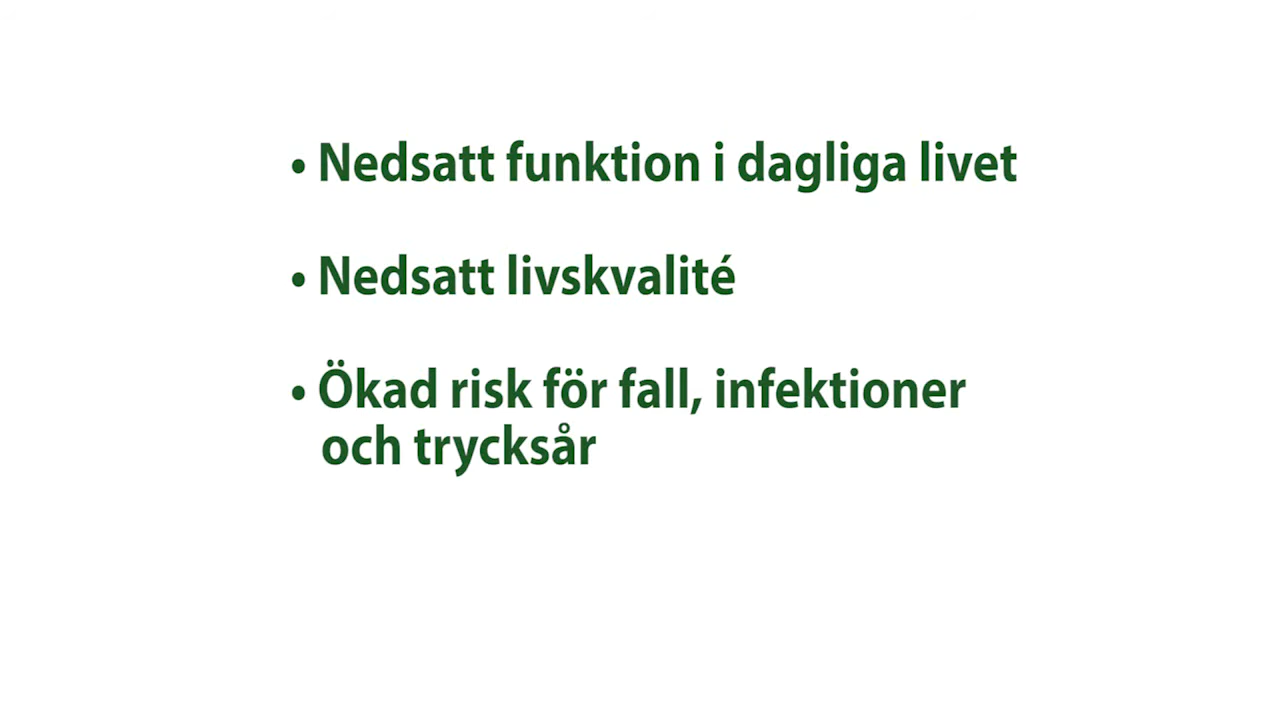 • Nedsatt funktion i dagliga livet
• Nedsatt livskvalité
• Ökad risk för fall, infektioner
och trycksår